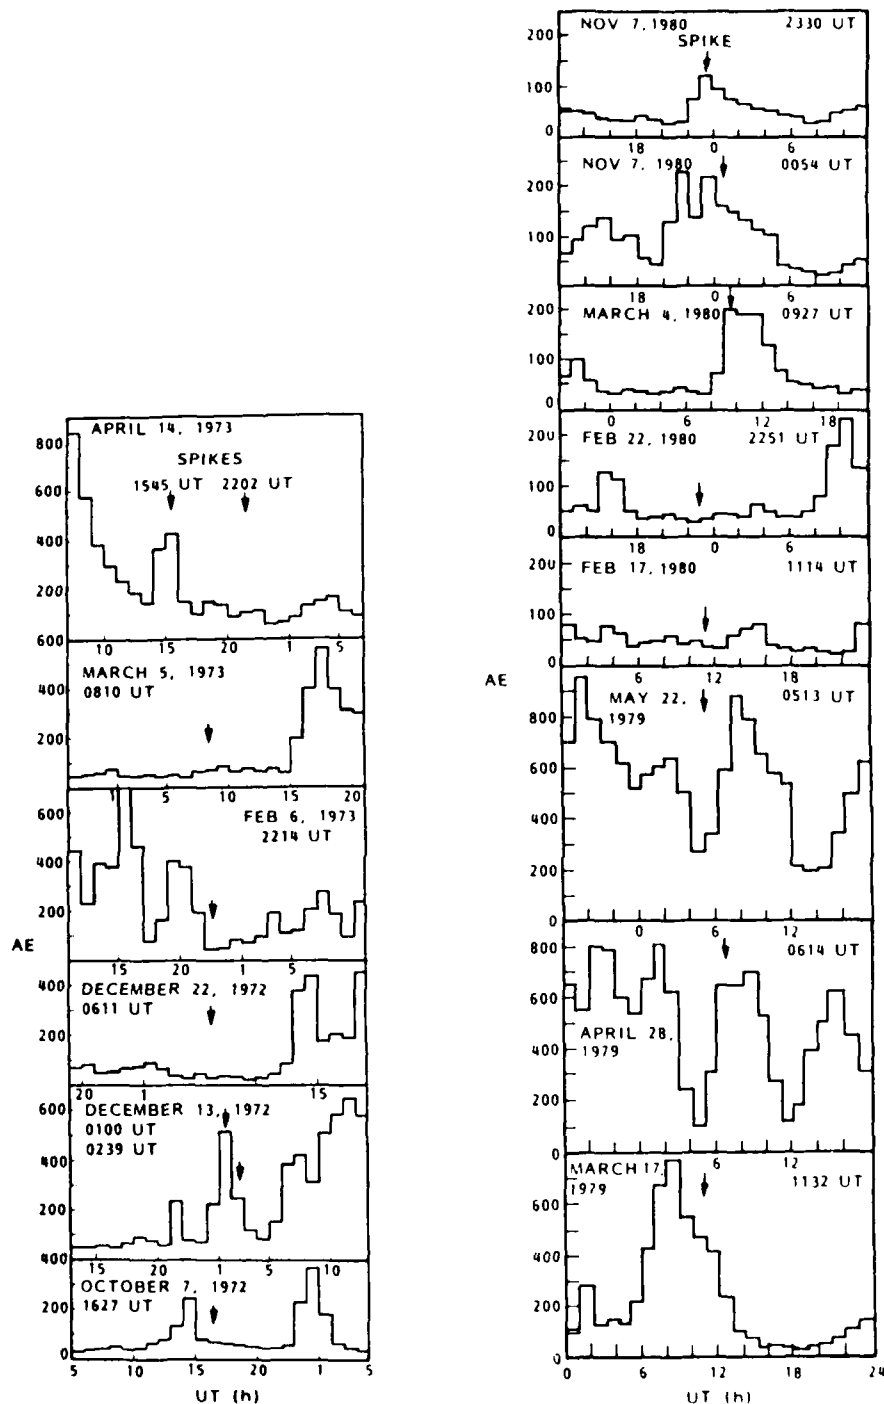 APRIL 14, 1973
SPIKES
1545 UT 2202 UT
800
600
400
200
600
10 15 20 1 5
MARCH 5, 1973
0810 UT
400
200
1 5 10 15 20
FEB 6, 1973
2214 UT
600
400
200
AE
15 20 1 5
DECEMBER 22, 1972
0611 UT
400
200
20 1 15
DECEMBER 13, 1972
0100 UT
0239 UT
600
400
200
400
15 20 1 5 10
OCTOBER 7, 1972
1627 UT
200
0
5 10 15 20 1 5
UT (h)
NOV 7, 1980 2330 UT
SPIKE
200
100
0
18 0 6
NOV 7, 1980 0054 UT
200
100
0
18 0 6
MARCH 4, 1980 0927 UT
200
100
0
0 6 12 18
FEB 22, 1980 2251 UT
200
100
0
18 0 6
FEB 17, 1980 1114 UT
200
100
0
6 12 18
AE
MAY 22, 1979 0513 UT
800
600
400
200
0
0 6 12
0614 UT
800
600
400
200
0
APRIL 28,
1979
6 12
MARCH 17,
1979
1132 UT
600
400
200
0
0 6 12 18 24
UT (h)